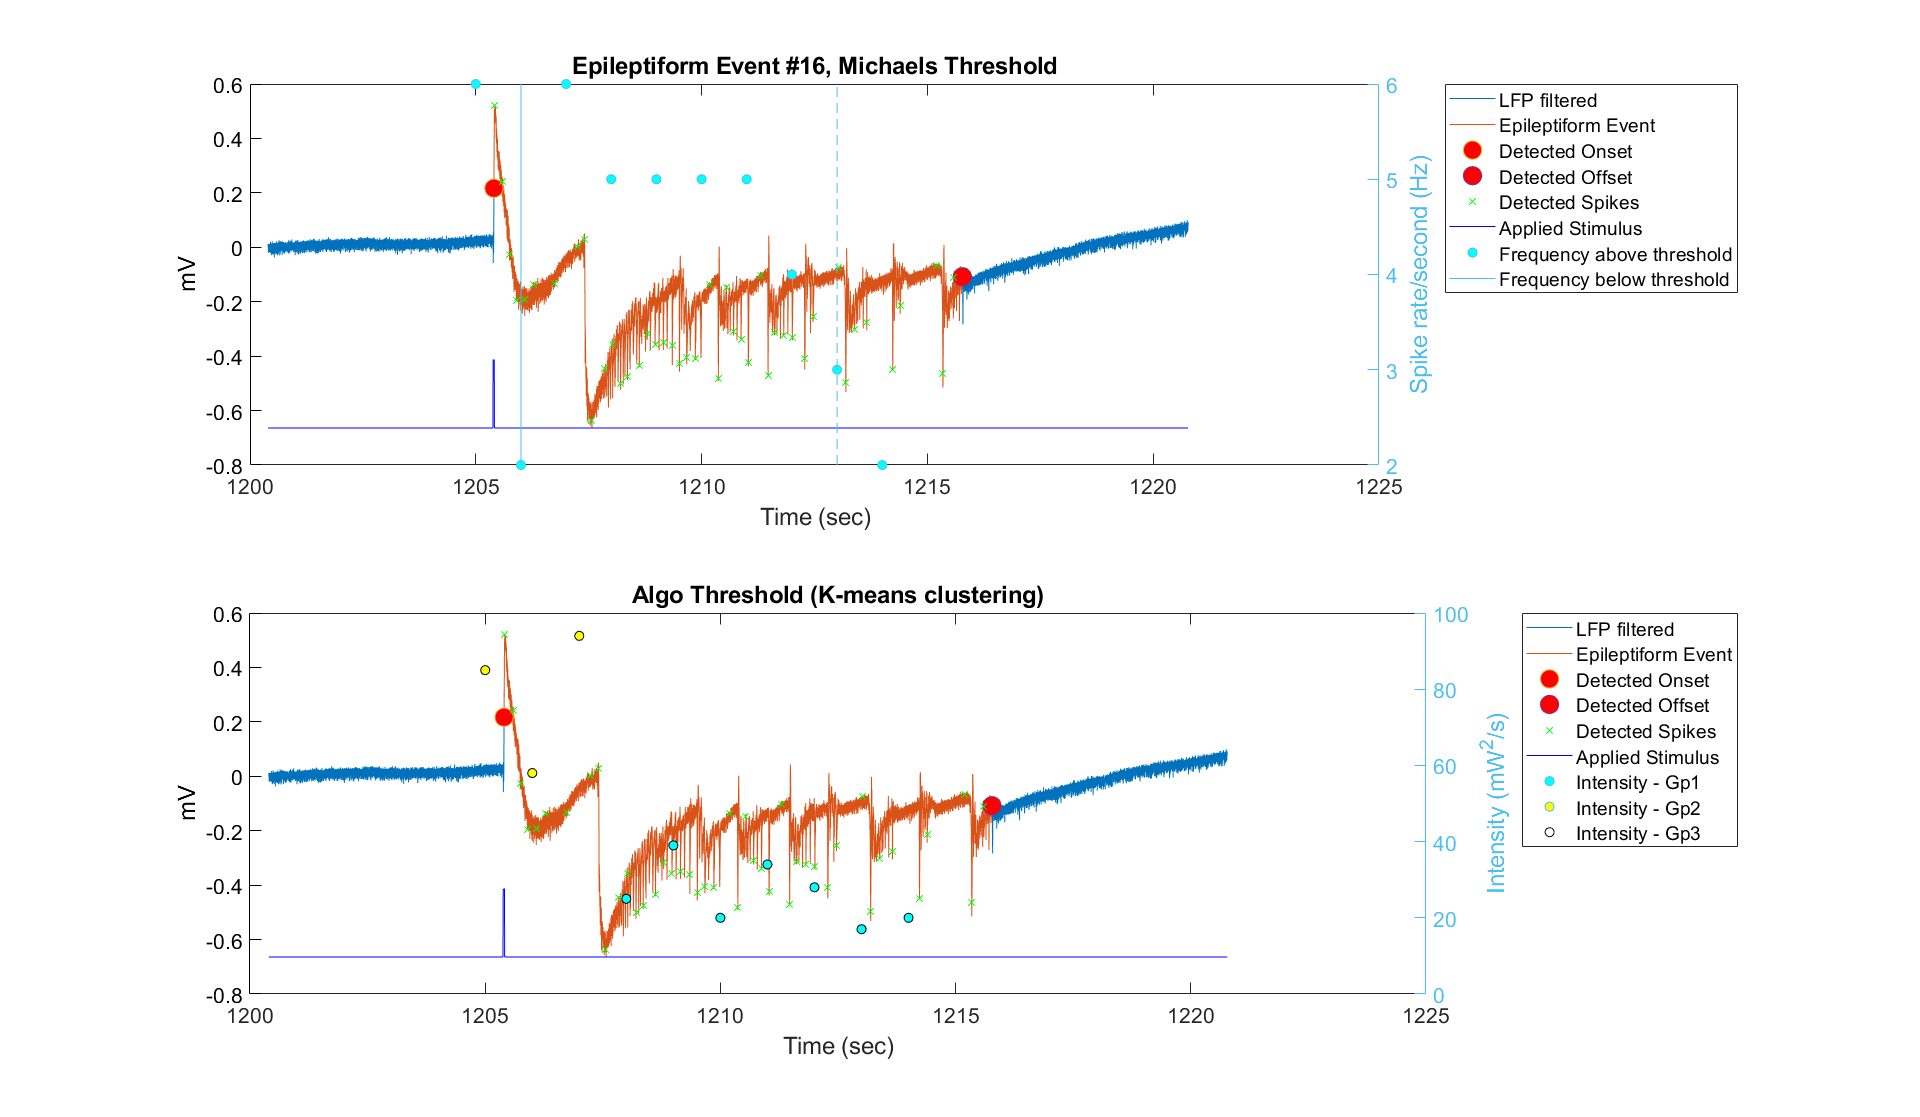 Epileptiform Event #16, Michaels Threshold
0.6
0.4
0.2
0
-0.2
-0.4
-0.6
-0.8
mV
1200
1205
1210
1215
1220
1225
Time (sec)
6
5
4
3
2
Spike rate/second (Hz)
LFP filtered
Epileptiform Event
Detected Onset
Detected Offset
Detected Spikes
Applied Stimulus
Frequency above threshold
Frequency below threshold
Algo Threshold (K-means clustering)
0.6
0.4
0.2
0
-0.2
-0.4
-0.6
-0.8
mV
1200
1205
1210
1215
1220
1225
Time (sec)
100
80
60
40
20
0
Intensity (mW²/s)
LFP filtered
Epileptiform Event
Detected Onset
Detected Offset
Detected Spikes
Applied Stimulus
Intensity - Gp1
Intensity - Gp2
Intensity - Gp3